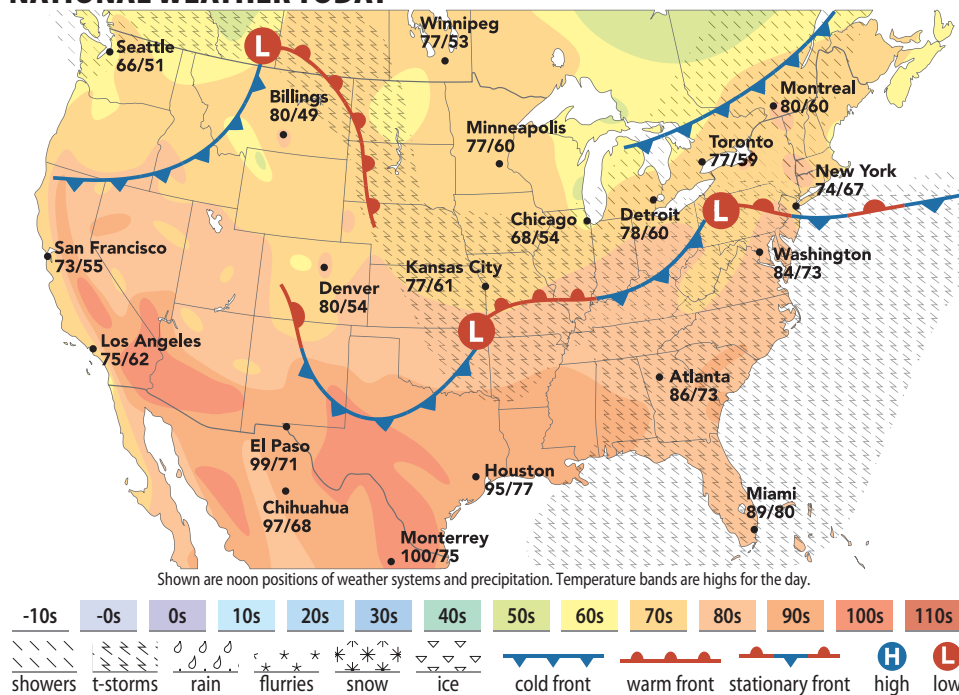 NATIONAL WEATHER TODAY
Winnipeg
77/53
Seattle
66/51
Billings
80/49
Montreal
80/60
Minneapolis
77/60
Toronto
77/59
New York
74/67
Chicago
68/54
Detroit
78/60
San Francisco
73/55
Washington
84/73
Kansas City
77/61
Denver
80/54
Los Angeles
75/62
Atlanta
86/73
El Paso
99/71
Houston
95/77
Chihuahua
97/68
Miami
89/80
Monterrey
100/75
L
L
L
Shown are noon positions of weather systems and precipitation. Temperature bands are highs for the day.
-10s -0s 0s 10s 20s 30s 40s 50s 60s 70s 80s 90s 100s 110s
H L
showers t-storms rain flurries snow ice cold front warm front stationary front high low